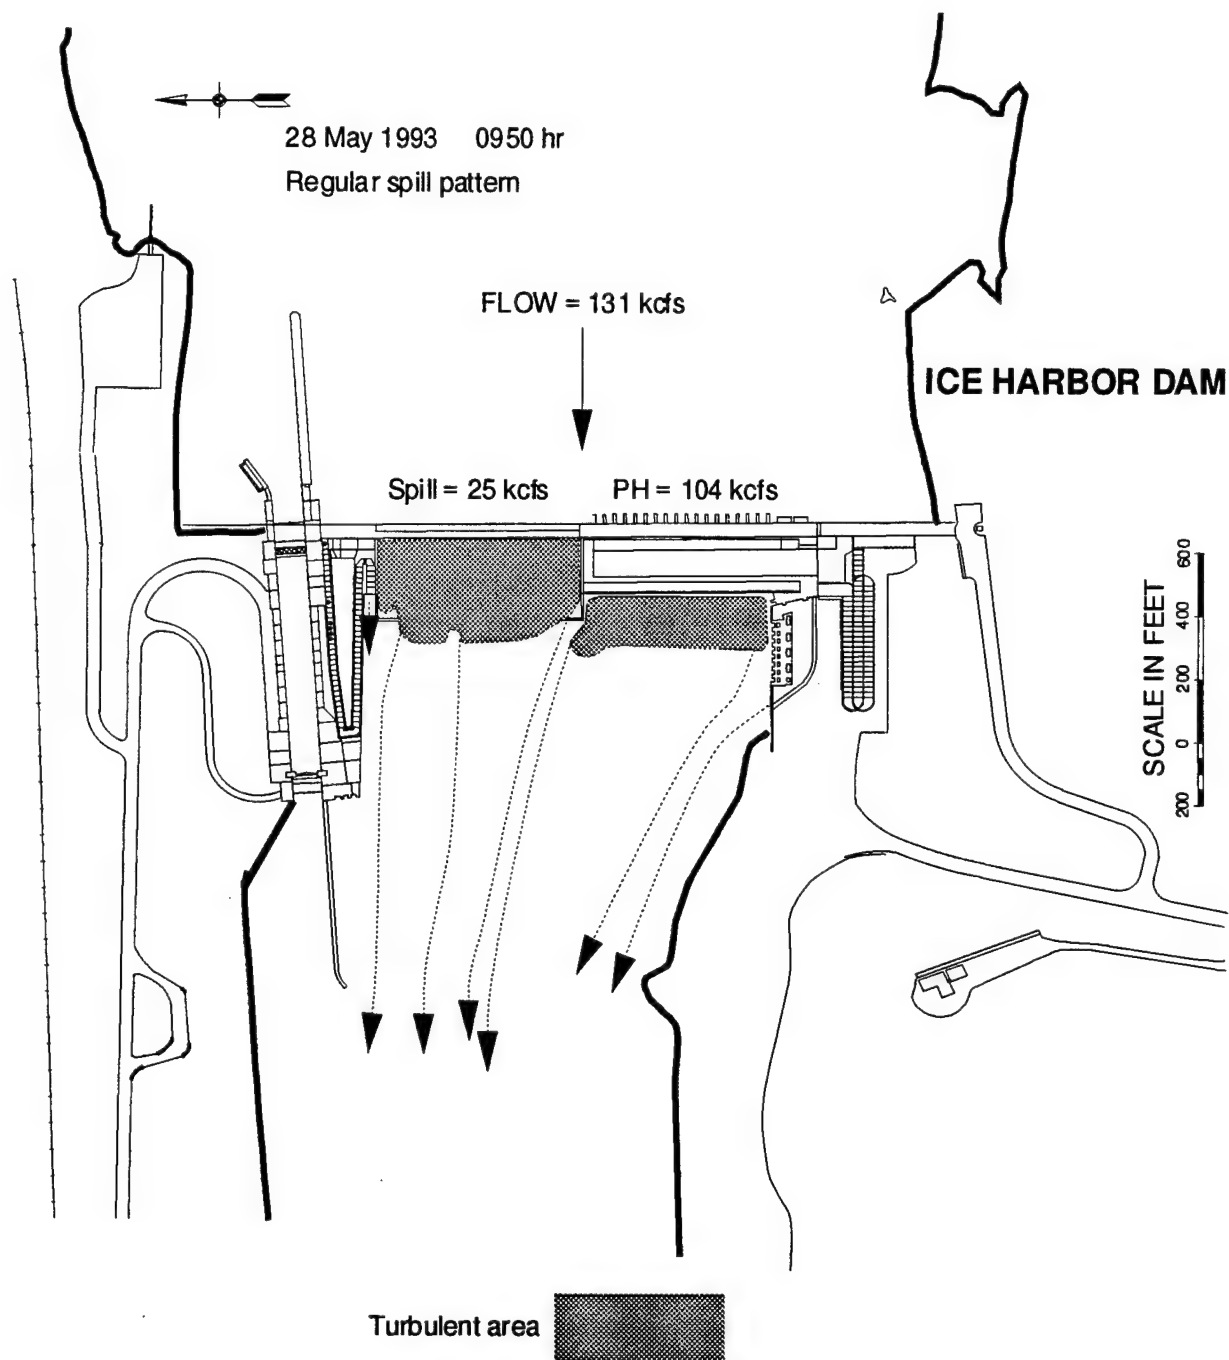 28 May 1993 0950 hr
Regular spill pattern
FLOW = 131 kcfs
ICE HARBOR DAM
Spill = 25 kcfs PH = 104 kcfs
SCALE IN FEET
200 0 200 400 600
Turbulent area